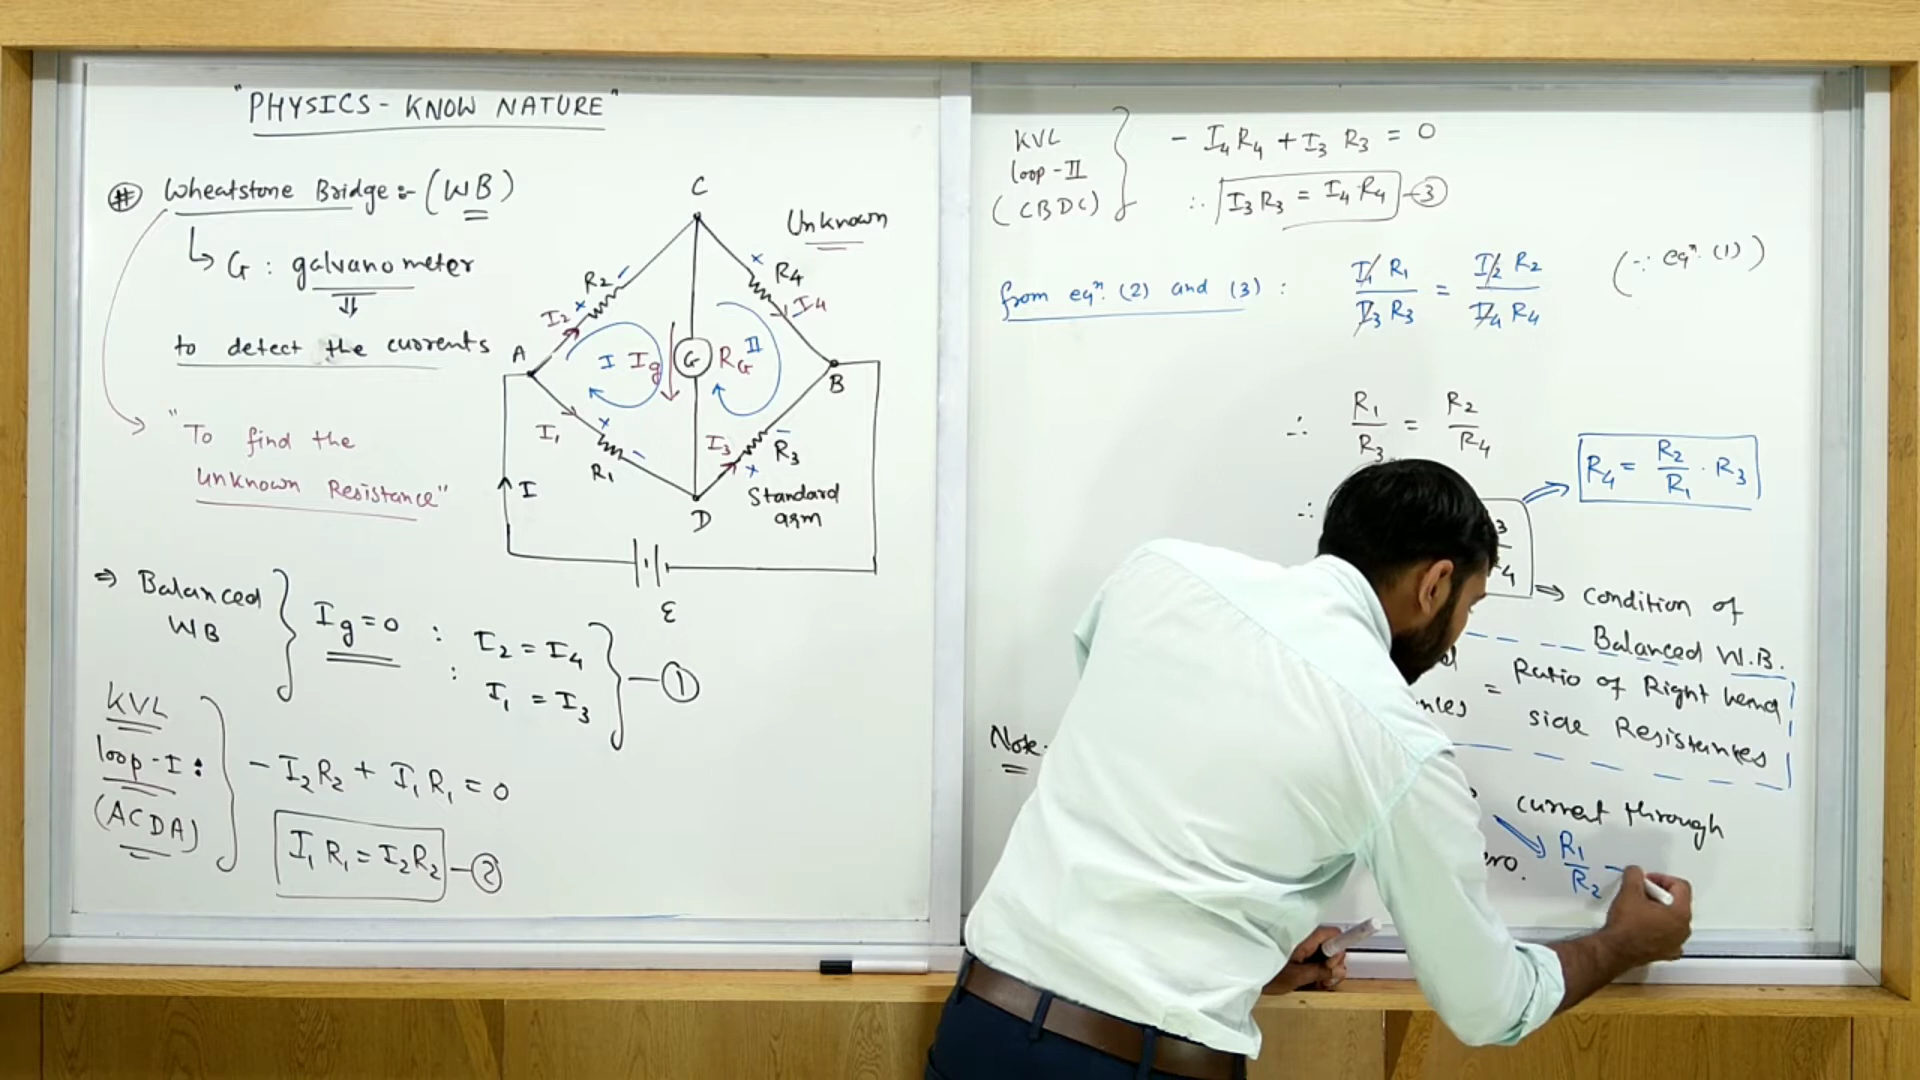 "PHYSICS - KNOW NATURE"
# Wheatstone Bridge :- (WB)
↳ G : galvanometer
⇓
to detect the currents
"To find the
Unknown Resistance"
C
Unknown
R2
R4
I2
I4
A
I
Ig
G
RG
II
B
I1
R1
I3
R3
I
D
Standard
arm
ε
⇒ Balanced
WB
Ig = 0 : I2 = I4
: I1 = I3
— ①
KVL
loop-I :
(ACDA)
- I2R2 + I1R1 = 0
I1R1 = I2R2 — ②
KVL
loop-II
(CBDC)
- I4R4 + I3R3 = 0
∴ I3R3 = I4R4 — ③
from eqn. (2) and (3) : I1R1 / I3R3 = I2R2 / I4R4 (∵ eqn. (1))
∴ R1/R3 = R2/R4
R4 = R2/R1 · R3
∴
3
4
⇒ condition of
Balanced W.B.
= Ratio of Right hand
side Resistances
Note
current through
R1/R2 -